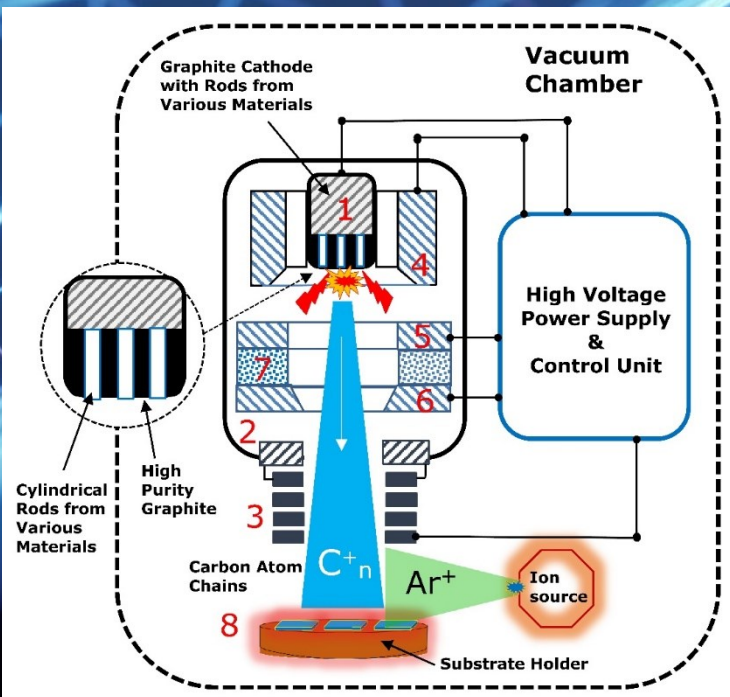 Graphite Cathode
with Rods from
Various Materials
Vacuum
Chamber
1
4
High Voltage
Power Supply
&
Control Unit
5
7
6
2
Cylindrical
Rods from
Various
Materials
High
Purity
Graphite
3
Carbon Atom
Chains
C+n
Ar+
Ion
source
8
Substrate Holder